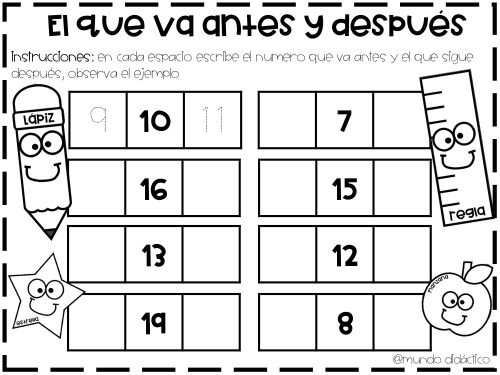 El que va antes y después
Instrucciones: en cada espacio escribe el numero que va antes y el que sigue
después, observa el ejemplo
lápiz
9 10 11
7
16
15
regla
13
12
estrella
manzana
19
8
@mundo didáctico